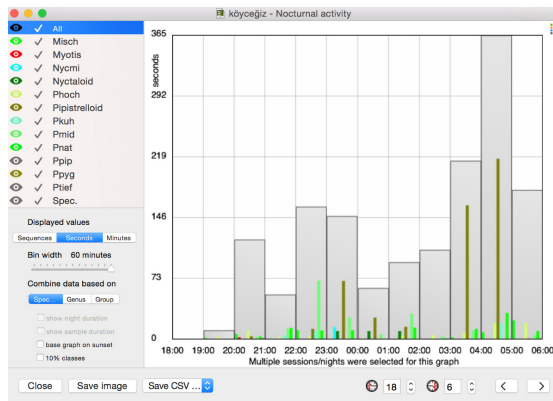 köyceğiz - Nocturnal activity
All
Misch
Myotis
Nycmi
Nyctaloid
Phoch
Pipistrelloid
Pkuh
Pmid
Pnat
Ppip
Ppyg
Ptief
Spec.
Displayed values
Sequences Seconds Minutes
Bin width 60 minutes
Combine data based on
Spec... Genus Group
show night duration
show sample duration
base graph on sunset
10% classes
seconds
365
292
219
146
73
0
18:00 19:00 20:00 21:00 22:00 23:00 00:00 01:00 02:00 03:00 04:00 05:00 06:00
Multiple sessions/nights were selected for this graph
Close Save image Save CSV ... 18 6